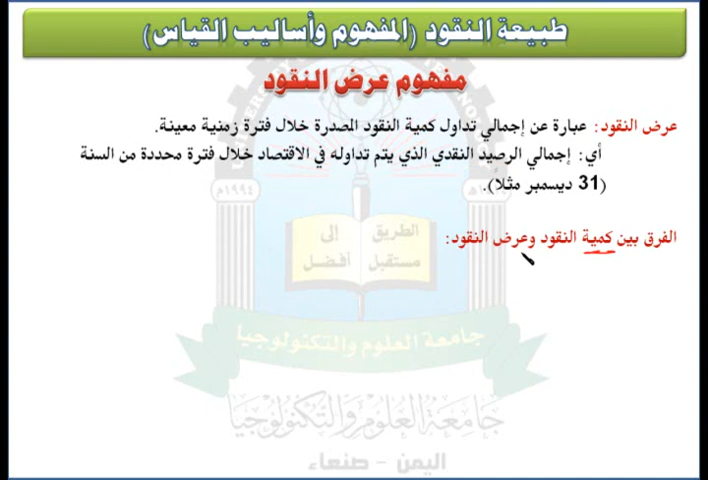 طبيعة النقود (المفهوم وأساليب القياس)
مفهوم عرض النقود
عرض النقود: عبارة عن إجمالي تداول كمية النقود المصدرة خلال فترة زمنية معينة.
أي: إجمالي الرصيد النقدي الذي يتم تداوله في الاقتصاد خلال فترة محددة من السنة
(31 ديسمبر مثلا).
الفرق بين كمية النقود وعرض النقود:
١٩٩٤م
الطريق إلى
مستقبل أفضل
جامعة العلوم والتكنولوجيا
جامعة العلوم والتكنولوجيا
اليمن - صنعاء